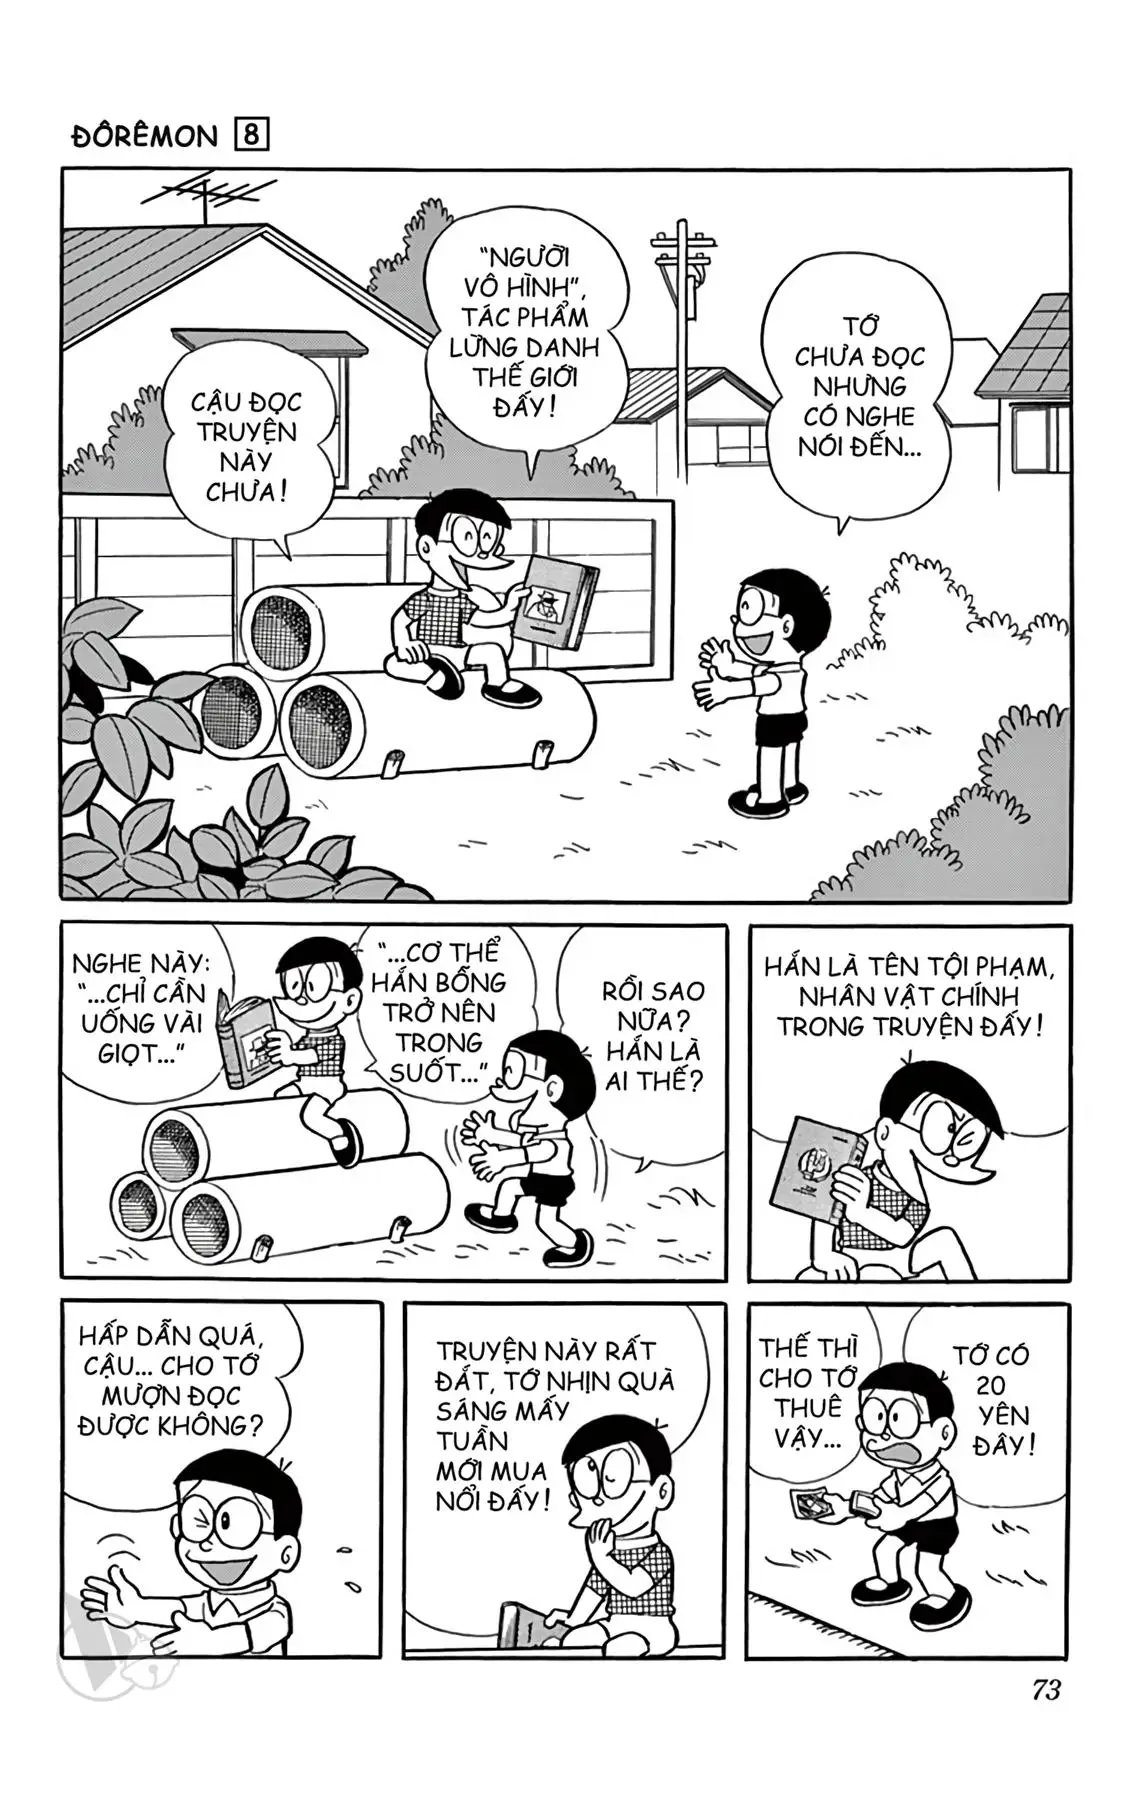 ĐÔRÊMON 8
CẬU ĐỌC
TRUYỆN
NÀY
CHƯA!
"NGƯỜI
VÔ HÌNH",
TÁC PHẨM
LỪNG DANH
THẾ GIỚI
ĐẤY!
TỚ
CHƯA ĐỌC
NHƯNG
CÓ NGHE
NÓI ĐẾN...
NGHE NÀY:
"...CHỈ CẦN
UỐNG VÀI
GIỌT..."
"...CƠ THỂ
HẮN BỖNG
TRỞ NÊN
TRONG
SUỐT..."
RỒI SAO
NỮA?
HẮN LÀ
AI THẾ?
HẮN LÀ TÊN TỘI PHẠM,
NHÂN VẬT CHÍNH
TRONG TRUYỆN ĐẤY!
HẤP DẪN QUÁ,
CẬU... CHO TỚ
MƯỢN ĐỌC
ĐƯỢC KHÔNG?
TRUYỆN NÀY RẤT
ĐẮT, TỚ NHỊN QUÀ
SÁNG MẤY
TUẦN
MỚI MUA
NỔI ĐẤY!
THẾ THÌ
CHO TỚ
THUÊ
VẬY...
TỚ CÓ
20
YÊN
ĐÂY!
73